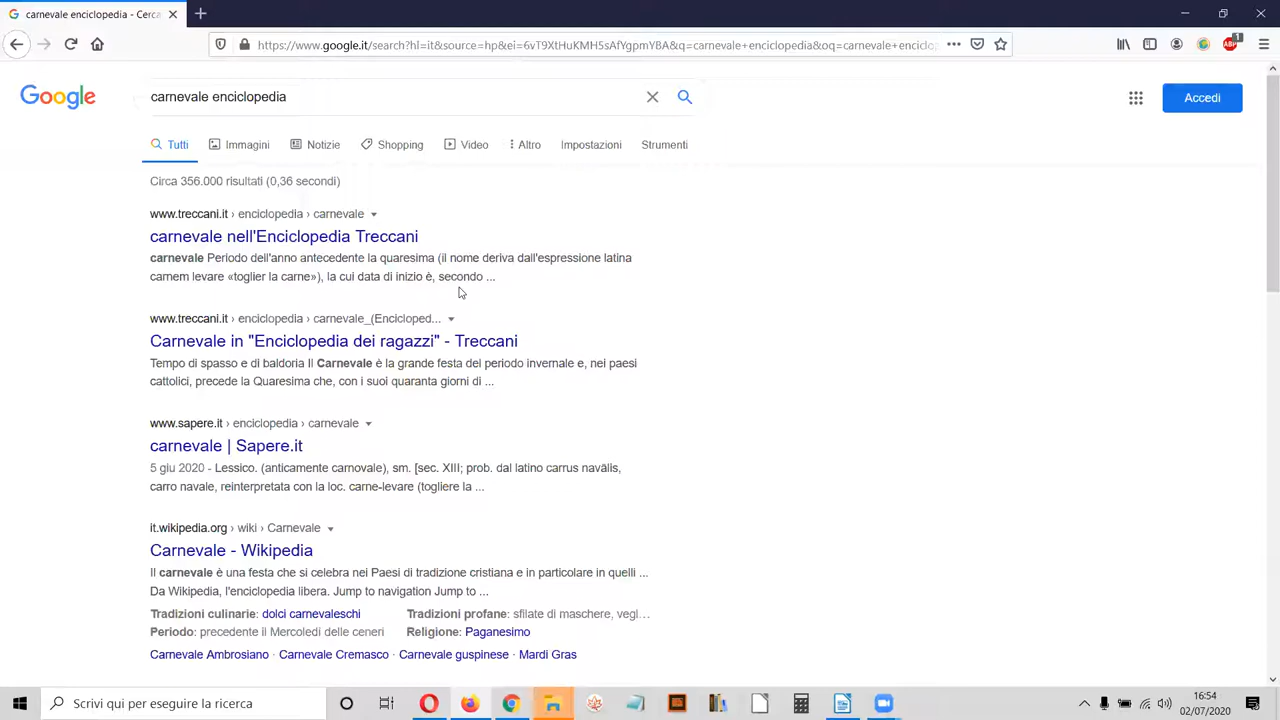 carnevale enciclopedia - Cerca
https://www.google.it/search?hl=it&source=hp&ei=6vT9XtHuKMH5sAfYgpmYBA&q=carnevale+enciclopedia&oq=carnevale+enciclo
Google
carnevale enciclopedia
Accedi
Tutti Immagini Notizie Shopping Video Altro Impostazioni Strumenti
Circa 356.000 risultati (0,36 secondi)
www.treccani.it › enciclopedia › carnevale
carnevale nell'Enciclopedia Treccani
carnevale Periodo dell'anno antecedente la quaresima (il nome deriva dall'espressione latina
carnem levare «toglier la carne»), la cui data di inizio è, secondo ...
www.treccani.it › enciclopedia › carnevale_(Encicloped...
Carnevale in "Enciclopedia dei ragazzi" - Treccani
Tempo di spasso e di baldoria Il Carnevale è la grande festa del periodo invernale e, nei paesi
cattolici, precede la Quaresima che, con i suoi quaranta giorni di ...
www.sapere.it › enciclopedia › carnevale
carnevale | Sapere.it
5 giu 2020 - Lessico. (anticamente carnovale), sm. [sec. XIII; prob. dal latino carrus navālis,
carro navale, reinterpretata con la loc. carne-levare (togliere la ...
it.wikipedia.org › wiki › Carnevale
Carnevale - Wikipedia
Il carnevale è una festa che si celebra nei Paesi di tradizione cristiana e in particolare in quelli ...
Da Wikipedia, l'enciclopedia libera. Jump to navigation Jump to ...
Tradizioni culinarie: dolci carnevaleschi Tradizioni profane: sfilate di maschere, vegl...
Periodo: precedente il Mercoledì delle ceneri Religione: Paganesimo
Carnevale Ambrosiano · Carnevale Cremasco · Carnevale guspinese · Mardi Gras
Scrivi qui per eseguire la ricerca
16:54
02/07/2020